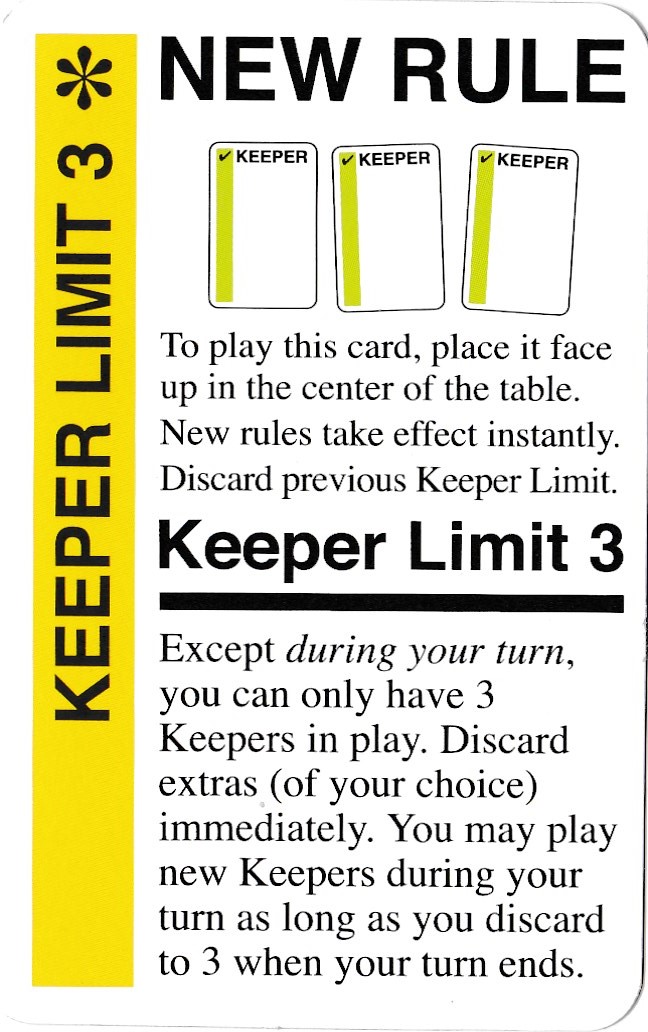 KEEPER LIMIT 3 *
NEW RULE
✔ KEEPER
✔ KEEPER
✔ KEEPER
To play this card, place it face
up in the center of the table.
New rules take effect instantly.
Discard previous Keeper Limit.
Keeper Limit 3
Except during your turn,
you can only have 3
Keepers in play. Discard
extras (of your choice)
immediately. You may play
new Keepers during your
turn as long as you discard
to 3 when your turn ends.